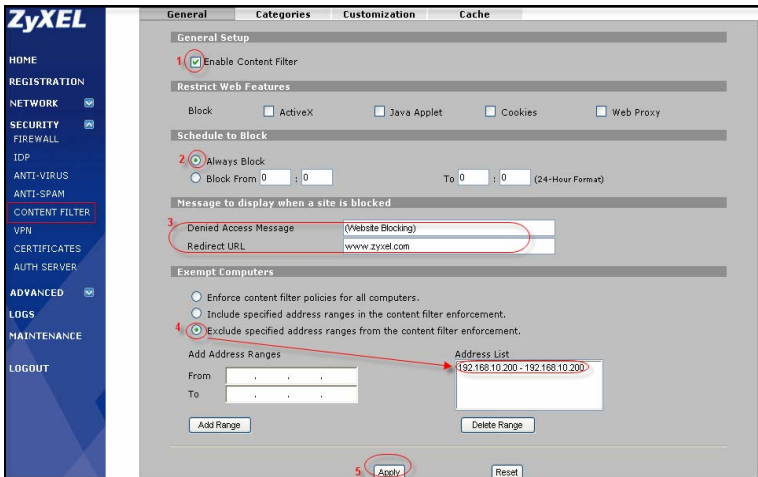 ZyXEL
HOME
REGISTRATION
NETWORK
SECURITY
FIREWALL
IDP
ANTI-VIRUS
ANTI-SPAM
CONTENT FILTER
VPN
CERTIFICATES
AUTH SERVER
ADVANCED
LOGS
MAINTENANCE
LOGOUT
General Categories Customization Cache
General Setup
1 Enable Content Filter
Restrict Web Features
Block ActiveX Java Applet Cookies Web Proxy
Schedule to Block
2 Always Block
Block From 0 : 0 To 0 : 0 (24-Hour Format)
Message to display when a site is blocked
3 Denied Access Message (Website Blocking)
Redirect URL www.zyxel.com
Exempt Computers
Enforce content filter policies for all computers.
Include specified address ranges in the content filter enforcement.
4 Exclude specified address ranges from the content filter enforcement.
Add Address Ranges Address List
From . . . 192.168.10.200 - 192.168.10.200
To . . .
Add Range Delete Range
5 Apply Reset